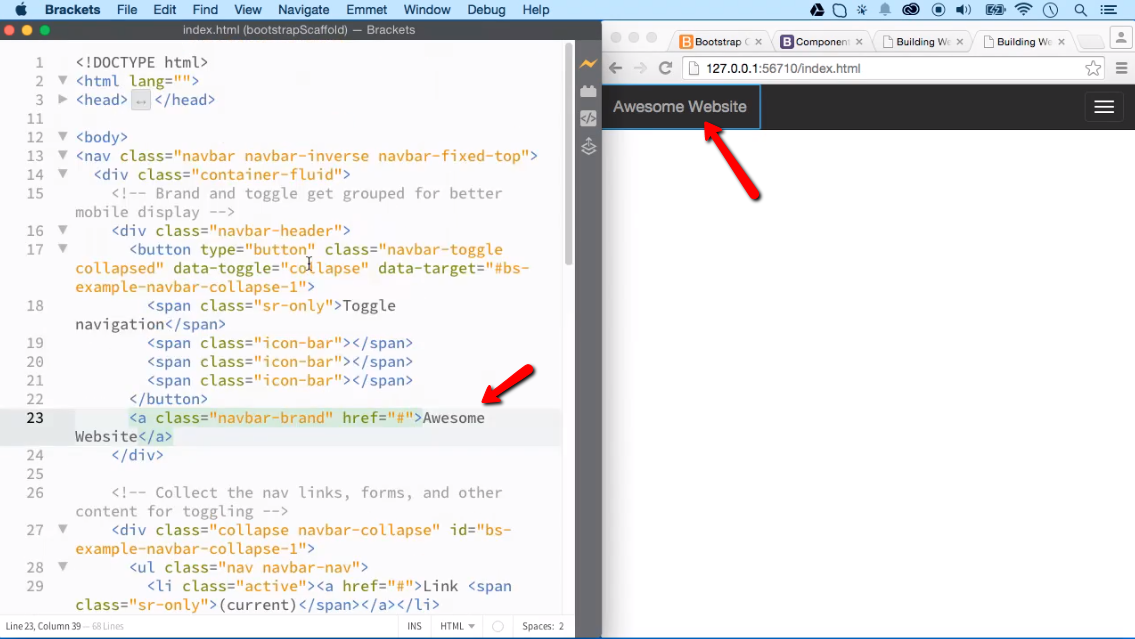 Brackets File Edit Find View Navigate Emmet Window Debug Help
index.html (bootstrapScaffold) — Brackets
1 <!DOCTYPE html>
2 <html lang="">
3 <head> </head>
11
12 <body>
13 <nav class="navbar navbar-inverse navbar-fixed-top">
14 <div class="container-fluid">
15 <!-- Brand and toggle get grouped for better
mobile display -->
16 <div class="navbar-header">
17 <button type="button" class="navbar-toggle
collapsed" data-toggle="collapse" data-target="#bs-
example-navbar-collapse-1">
18 <span class="sr-only">Toggle
navigation</span>
19 <span class="icon-bar"></span>
20 <span class="icon-bar"></span>
21 <span class="icon-bar"></span>
22 </button>
23 <a class="navbar-brand" href="#">Awesome
Website</a>
24 </div>
25
26 <!-- Collect the nav links, forms, and other
content for toggling -->
27 <div class="collapse navbar-collapse" id="bs-
example-navbar-collapse-1">
28 <ul class="nav navbar-nav">
29 <li class="active"><a href="#">Link <span
class="sr-only">(current)</span></a></li>
Line 23, Column 39 — 68 Lines
INS HTML Spaces: 2
Bootstrap Component Building We Building We
127.0.0.1:56710/index.html
Awesome Website